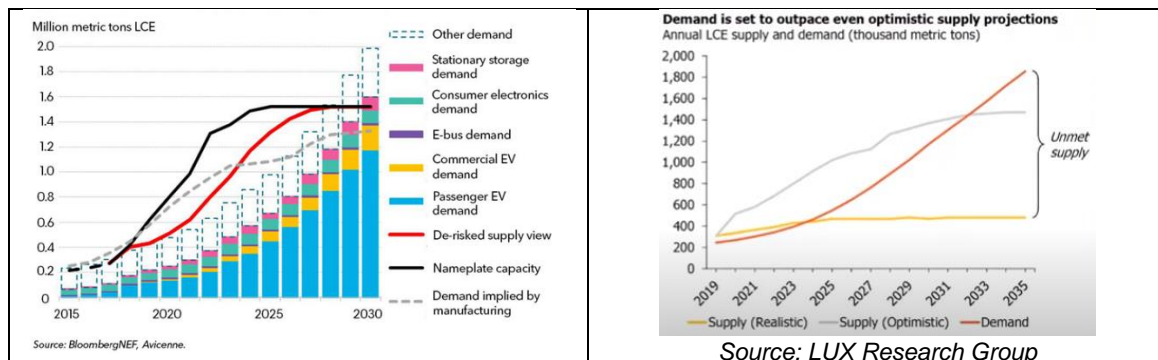 Million metric tons LCE
2.0
1.8
1.6
1.4
1.2
1.0
0.8
0.6
0.4
0.2
0
2015
2020
2025
2030
Other demand
Stationary storage
demand
Consumer electronics
demand
E-bus demand
Commercial EV
demand
Passenger EV
demand
De-risked supply view
Nameplate capacity
Demand implied by
manufacturing
Source: BloombergNEF, Avicenne.
Demand is set to outpace even optimistic supply projections
Annual LCE supply and demand (thousand metric tons)
2,000
1,800
1,600
1,400
1,200
1,000
800
600
400
200
0
2019
2021
2023
2025
2027
2029
2031
2033
2035
Unmet
supply
Supply (Realistic)
Supply (Optimistic)
Demand
Source: LUX Research Group